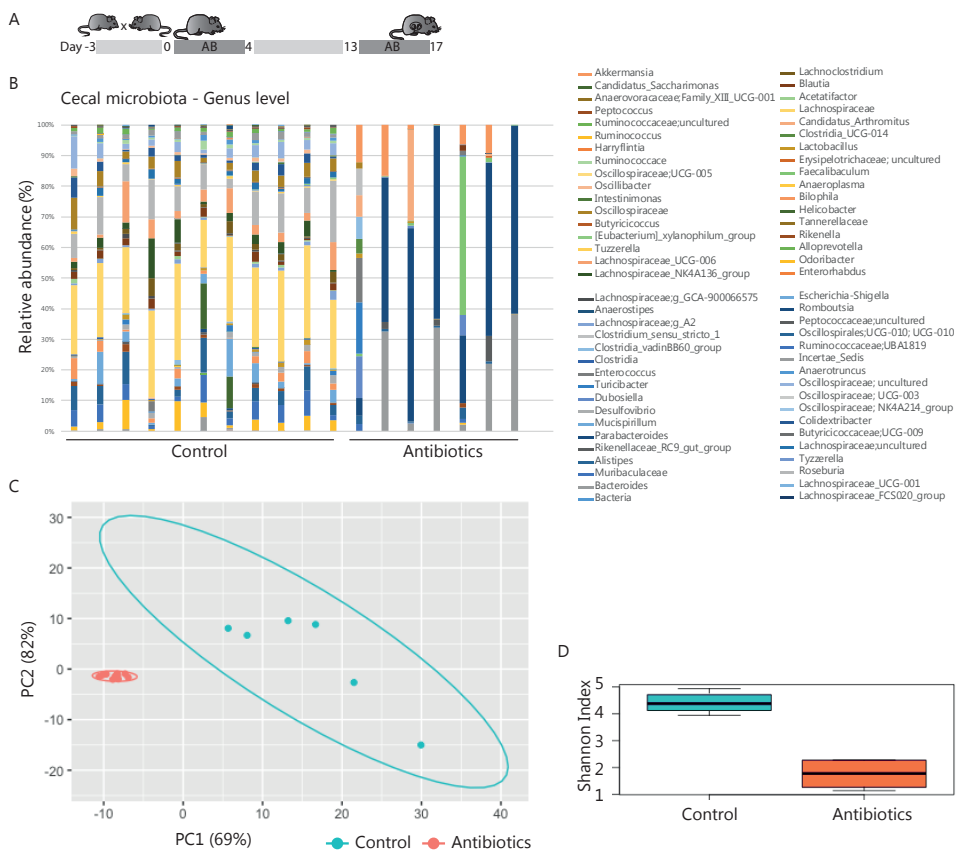 A
x
Day -3
0
AB
4
13
AB
17
B
Cecal microbiota - Genus level
Relative abundance (%)
100%
90%
80%
70%
60%
50%
40%
30%
20%
10%
0%
Control
Antibiotics
Akkermansia
Candidatus_Saccharimonas
Anaerovoracaceae;Family_XIII_UCG-001
Peptococcus
Ruminococcaceae;uncultured
Ruminococcus
Harryflintia
Ruminococcace
Oscillospiraceae;UCG-005
Oscillibacter
Intestinimonas
Oscillospiraceae
Butyricicoccus
[Eubacterium]_xylanophilum_group
Tuzzerella
Lachnospiraceae_UCG-006
Lachnospiraceae_NK4A136_group
Lachnospiraceae;g_GCA-900066575
Anaerostipes
Lachnospiraceae;g_A2
Clostridium_sensu_stricto_1
Clostridia_vadinBB60_group
Clostridia
Enterococcus
Turicibacter
Dubosiella
Desulfovibrio
Mucispirillum
Parabacteroides
Rikenellaceae_RC9_gut_group
Alistipes
Muribaculaceae
Bacteroides
Bacteria
Lachnoclostridium
Blautia
Acetatifactor
Lachnospiraceae
Candidatus_Arthromitus
Clostridia_UCG-014
Lactobacillus
Erysipelotrichaceae; uncultured
Faecalibaculum
Anaeroplasma
Bilophila
Helicobacter
Tannerellaceae
Rikenella
Alloprevotella
Odoribacter
Enterorhabdus
Escherichia-Shigella
Romboutsia
Peptococcaceae;uncultured
Oscillospirales;UCG-010; UCG-010
Ruminococcaceae;UBA1819
Incertae_Sedis
Anaerotruncus
Oscillospiraceae; uncultured
Oscillospiraceae; UCG-003
Oscillospiraceae; NK4A214_group
Colidextribacter
Butyricicoccaceae;UCG-009
Lachnospiraceae;uncultured
Tyzzerella
Roseburia
Lachnospiraceae_UCG-001
Lachnospiraceae_FCS020_group
C
PC2 (82%)
30
20
10
0
-10
-20
-10
0
10
20
30
40
PC1 (69%)
Control
Antibiotics
D
Shannon Index
5
4
3
2
1
Control
Antibiotics